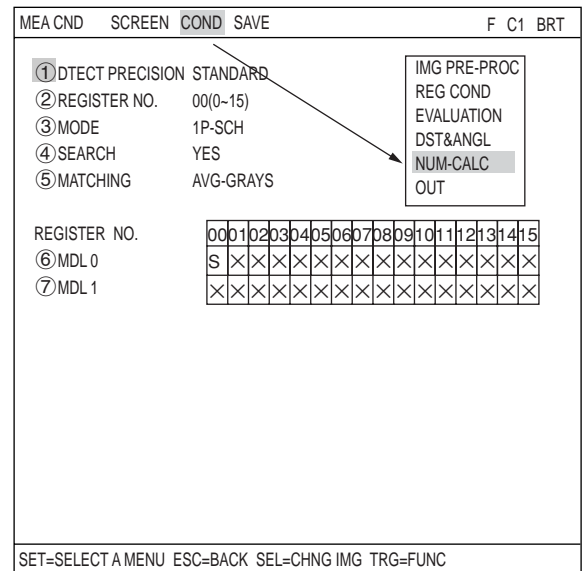 MEA CND SCREEN COND SAVE F C1 BRT
①DTECT PRECISION STANDARD
②REGISTER NO. 00(0~15)
③MODE 1P-SCH
④SEARCH YES
⑤MATCHING AVG-GRAYS
IMG PRE-PROC
REG COND
EVALUATION
DST&ANGL
NUM-CALC
OUT
REGISTER NO. 00 01 02 03 04 05 06 07 08 09 10 11 12 13 14 15
⑥MDL 0 S × × × × × × × × × × × × × × ×
⑦MDL 1 × × × × × × × × × × × × × × × ×
SET=SELECT A MENU ESC=BACK SEL=CHNG IMG TRG=FUNC